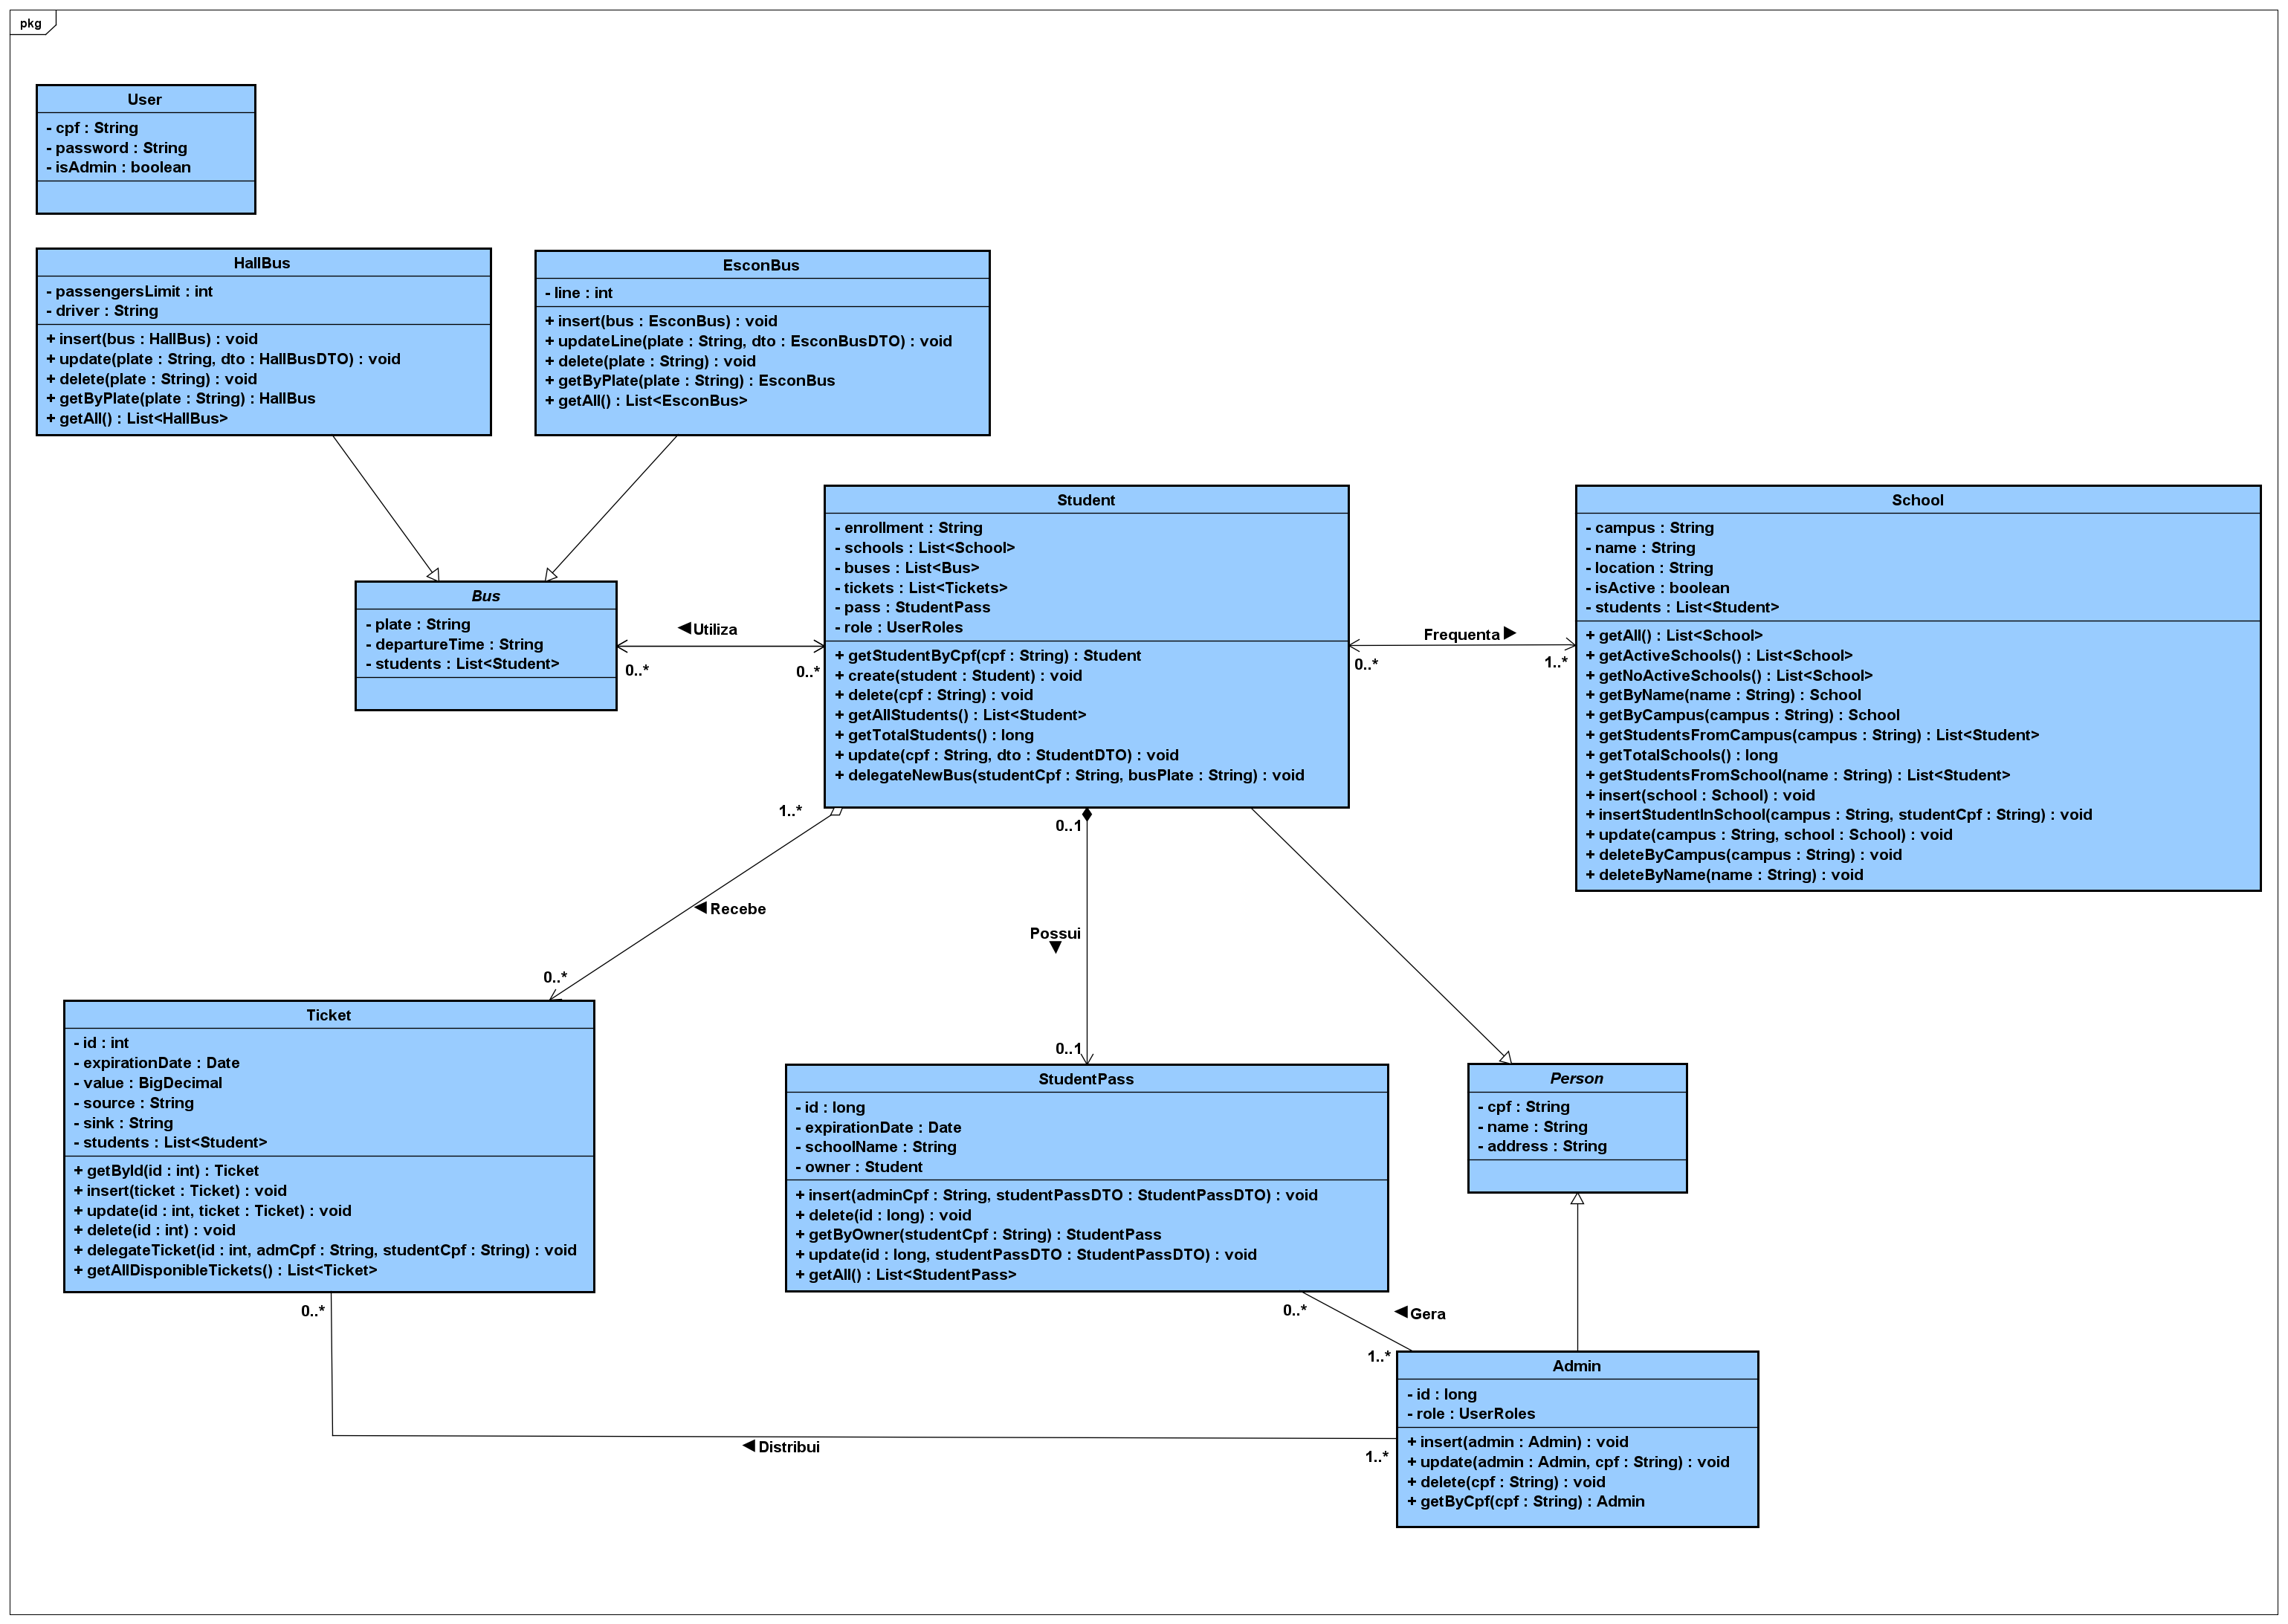 pkg
User
- cpf : String
- password : String
- isAdmin : boolean
HallBus
- passengersLimit : int
- driver : String
+ insert(bus : HallBus) : void
+ update(plate : String, dto : HallBusDTO) : void
+ delete(plate : String) : void
+ getByPlate(plate : String) : HallBus
+ getAll() : List<HallBus>
EsconBus
- line : int
+ insert(bus : EsconBus) : void
+ updateLine(plate : String, dto : EsconBusDTO) : void
+ delete(plate : String) : void
+ getByPlate(plate : String) : EsconBus
+ getAll() : List<EsconBus>
Bus
- plate : String
- departureTime : String
- students : List<Student>
Utiliza
0..*
0..*
Student
- enrollment : String
- schools : List<School>
- buses : List<Bus>
- tickets : List<Tickets>
- pass : StudentPass
- role : UserRoles
+ getStudentByCpf(cpf : String) : Student
+ create(student : Student) : void
+ delete(cpf : String) : void
+ getAllStudents() : List<Student>
+ getTotalStudents() : long
+ update(cpf : String, dto : StudentDTO) : void
+ delegateNewBus(studentCpf : String, busPlate : String) : void
Frequenta
0..*
1..*
School
- campus : String
- name : String
- location : String
- isActive : boolean
- students : List<Student>
+ getAll() : List<School>
+ getActiveSchools() : List<School>
+ getNoActiveSchools() : List<School>
+ getByName(name : String) : School
+ getByCampus(campus : String) : School
+ getStudentsFromCampus(campus : String) : List<Student>
+ getTotalSchools() : long
+ getStudentsFromSchool(name : String) : List<Student>
+ insert(school : School) : void
+ insertStudentInSchool(campus : String, studentCpf : String) : void
+ update(campus : String, school : School) : void
+ deleteByCampus(campus : String) : void
+ deleteByName(name : String) : void
1..*
Recebe
0..*
0..1
Possui
0..1
Ticket
- id : int
- expirationDate : Date
- value : BigDecimal
- source : String
- sink : String
- students : List<Student>
+ getById(id : int) : Ticket
+ insert(ticket : Ticket) : void
+ update(id : int, ticket : Ticket) : void
+ delete(id : int) : void
+ delegateTicket(id : int, admCpf : String, studentCpf : String) : void
+ getAllDisponibleTickets() : List<Ticket>
StudentPass
- id : long
- expirationDate : Date
- schoolName : String
- owner : Student
+ insert(adminCpf : String, studentPassDTO : StudentPassDTO) : void
+ delete(id : long) : void
+ getByOwner(studentCpf : String) : StudentPass
+ update(id : long, studentPassDTO : StudentPassDTO) : void
+ getAll() : List<StudentPass>
Person
- cpf : String
- name : String
- address : String
0..*
0..*
Gera
1..*
Admin
- id : long
- role : UserRoles
+ insert(admin : Admin) : void
+ update(admin : Admin, cpf : String) : void
+ delete(cpf : String) : void
+ getByCpf(cpf : String) : Admin
Distribui
1..*